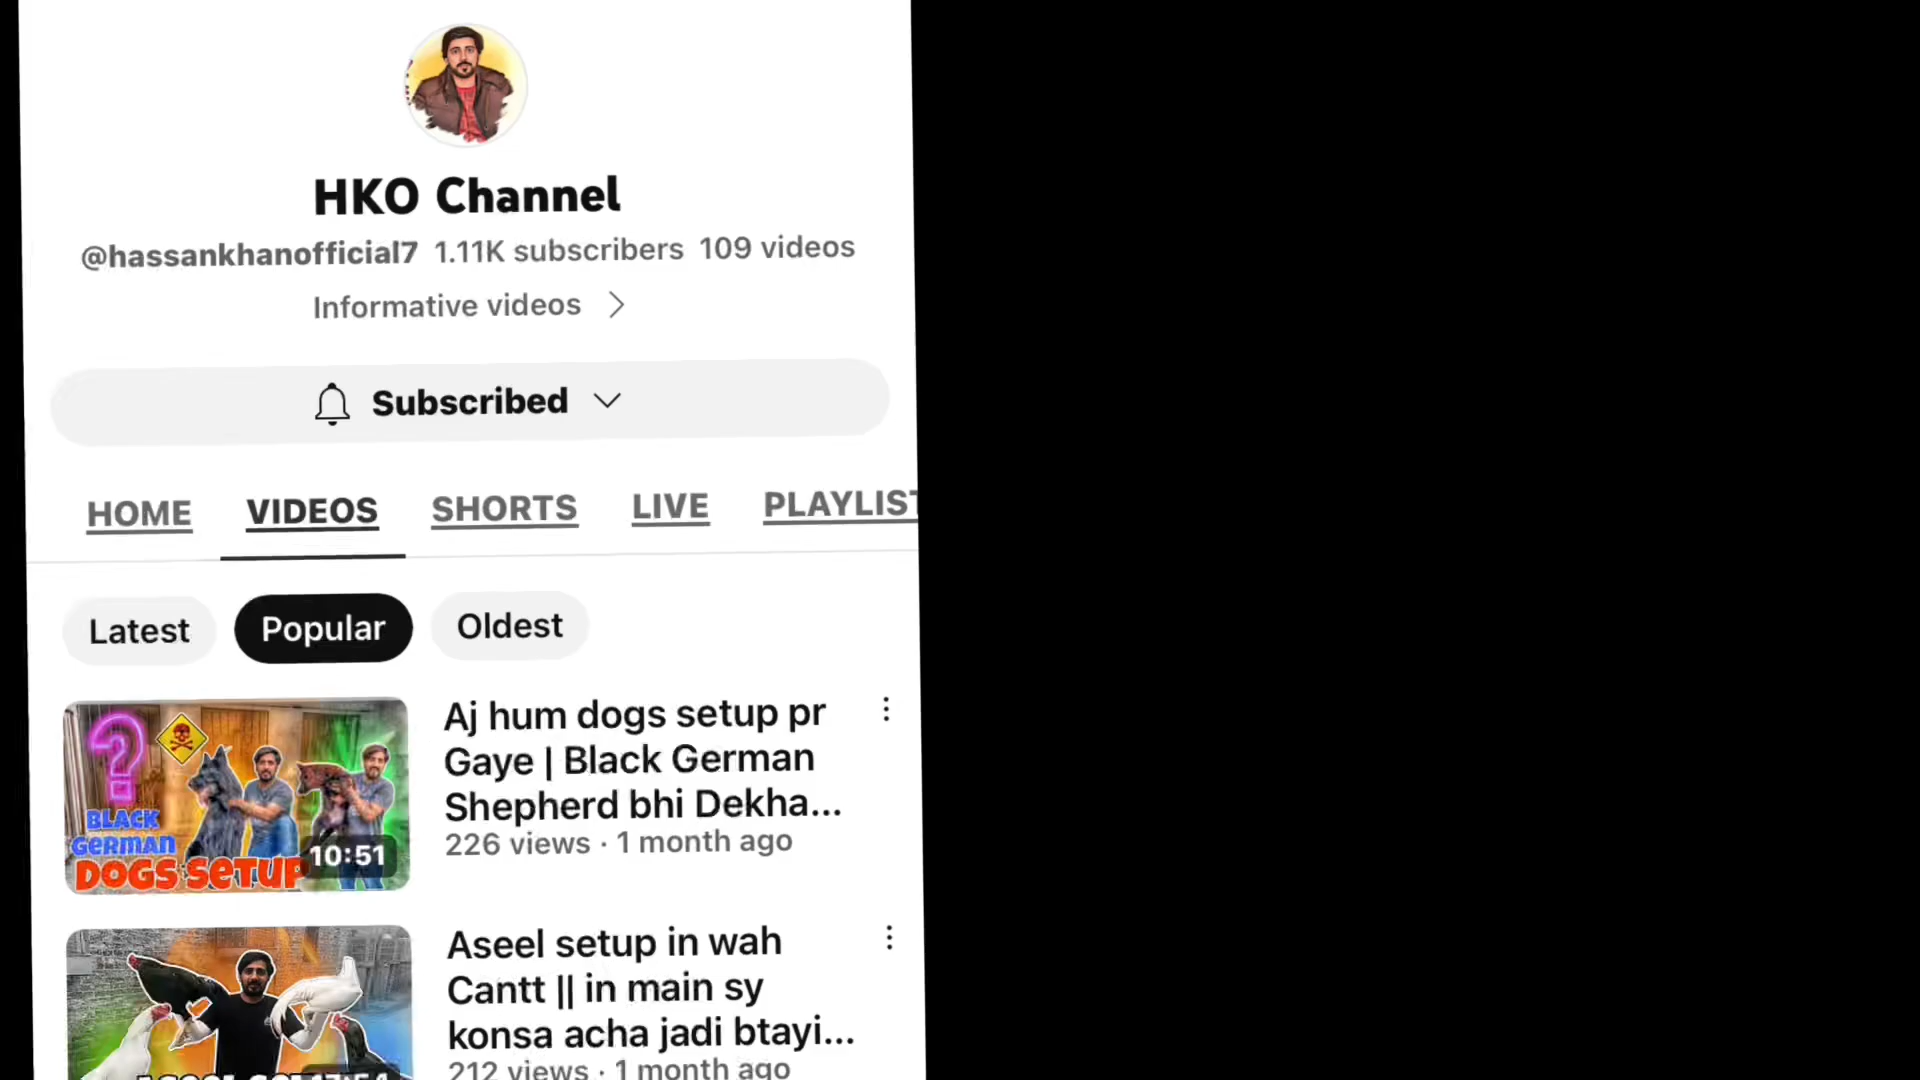 HKO Channel
@hassankhanofficial7 1.11K subscribers 109 videos
Informative videos
Subscribed
HOME VIDEOS SHORTS LIVE PLAYLIST
Latest Popular Oldest
?
BLACK
GERMAN
DOGS SETUP
10:51
Aj hum dogs setup pr
Gaye | Black German
Shepherd bhi Dekha...
226 views · 1 month ago
Aseel setup in wah
Cantt || in main sy
konsa acha jadi btayi...
212 views · 1 month ago